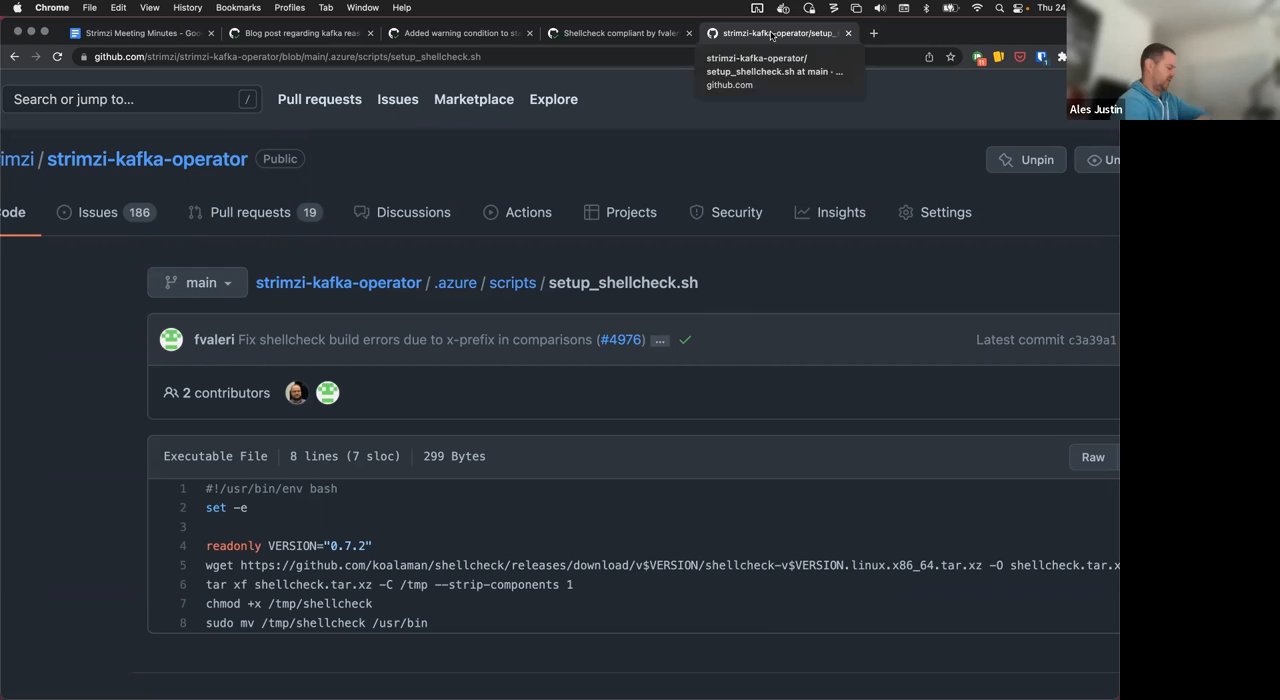 Chrome File Edit View History Bookmarks Profiles Tab Window Help Thu 24
Strimzi Meeting Minutes - Goo
Blog post regarding kafka reas
Added warning condition to sta
Shellcheck compliant by fvaler
strimzi-kafka-operator/setup_
github.com/strimzi/strimzi-kafka-operator/blob/main/.azure/scripts/setup_shellcheck.sh
strimzi-kafka-operator/
setup_shellcheck.sh at main · ...
github.com
Ales Justin
Search or jump to...
/
Pull requests Issues Marketplace Explore
imzi / strimzi-kafka-operator Public
Unpin
Un
ode Issues 186 Pull requests 19 Discussions Actions Projects Security Insights Settings
main strimzi-kafka-operator / .azure / scripts / setup_shellcheck.sh
fvaleri Fix shellcheck build errors due to x-prefix in comparisons (#4976) ... Latest commit c3a39a1
2 contributors
Executable File 8 lines (7 sloc) 299 Bytes Raw
1 #!/usr/bin/env bash
2 set -e
3
4 readonly VERSION="0.7.2"
5 wget https://github.com/koalaman/shellcheck/releases/download/v$VERSION/shellcheck-v$VERSION.linux.x86_64.tar.xz -O shellcheck.tar.x
6 tar xf shellcheck.tar.xz -C /tmp --strip-components 1
7 chmod +x /tmp/shellcheck
8 sudo mv /tmp/shellcheck /usr/bin